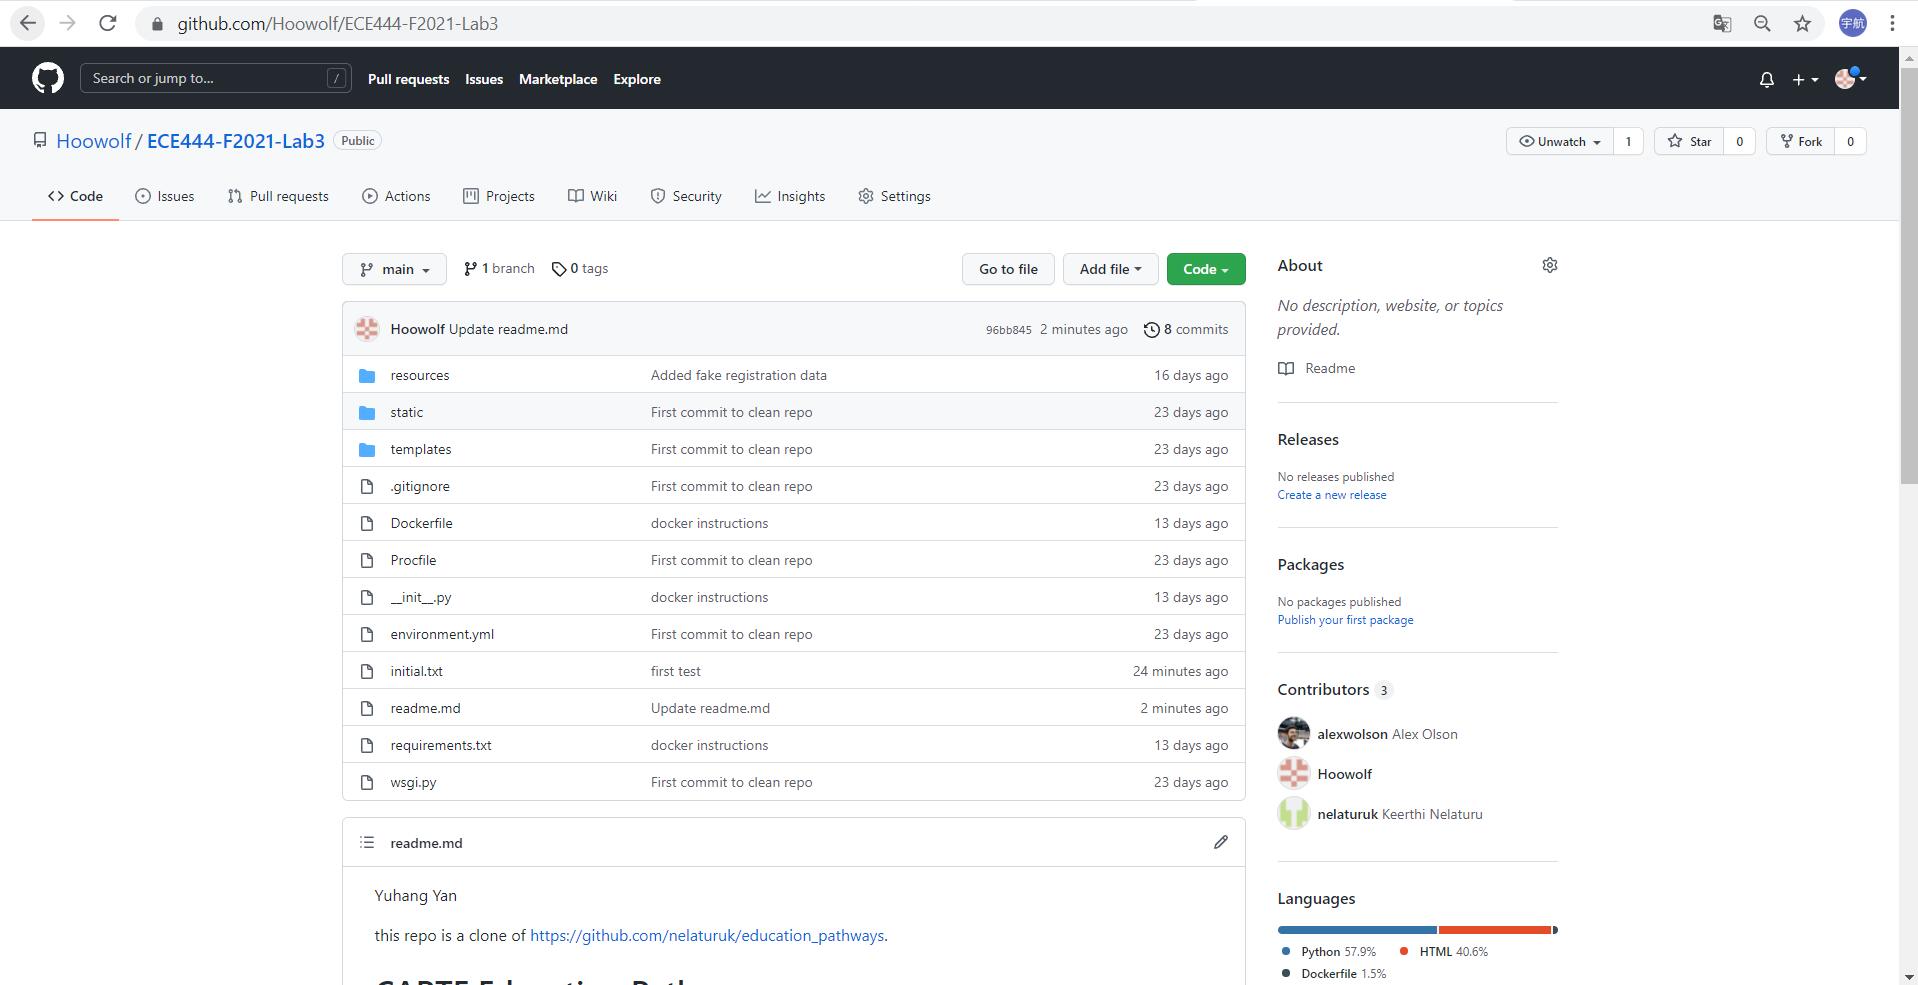 github.com/Hoowolf/ECE444-F2021-Lab3
宇航
Search or jump to... /
Pull requests Issues Marketplace Explore
Hoowolf / ECE444-F2021-Lab3 Public
Unwatch 1 Star 0 Fork 0
Code Issues Pull requests Actions Projects Wiki Security Insights Settings
main 1 branch 0 tags Go to file Add file Code
Hoowolf Update readme.md 96bb845 2 minutes ago 8 commits
resources Added fake registration data 16 days ago
static First commit to clean repo 23 days ago
templates First commit to clean repo 23 days ago
.gitignore First commit to clean repo 23 days ago
Dockerfile docker instructions 13 days ago
Procfile First commit to clean repo 23 days ago
__init__.py docker instructions 13 days ago
environment.yml First commit to clean repo 23 days ago
initial.txt first test 24 minutes ago
readme.md Update readme.md 2 minutes ago
requirements.txt docker instructions 13 days ago
wsgi.py First commit to clean repo 23 days ago
readme.md
Yuhang Yan
this repo is a clone of https://github.com/nelaturuk/education_pathways.
About
No description, website, or topics
provided.
Readme
Releases
No releases published
Create a new release
Packages
No packages published
Publish your first package
Contributors 3
alexwolson Alex Olson
Hoowolf
nelaturuk Keerthi Nelaturu
Languages
Python 57.9% HTML 40.6%
Dockerfile 1.5%